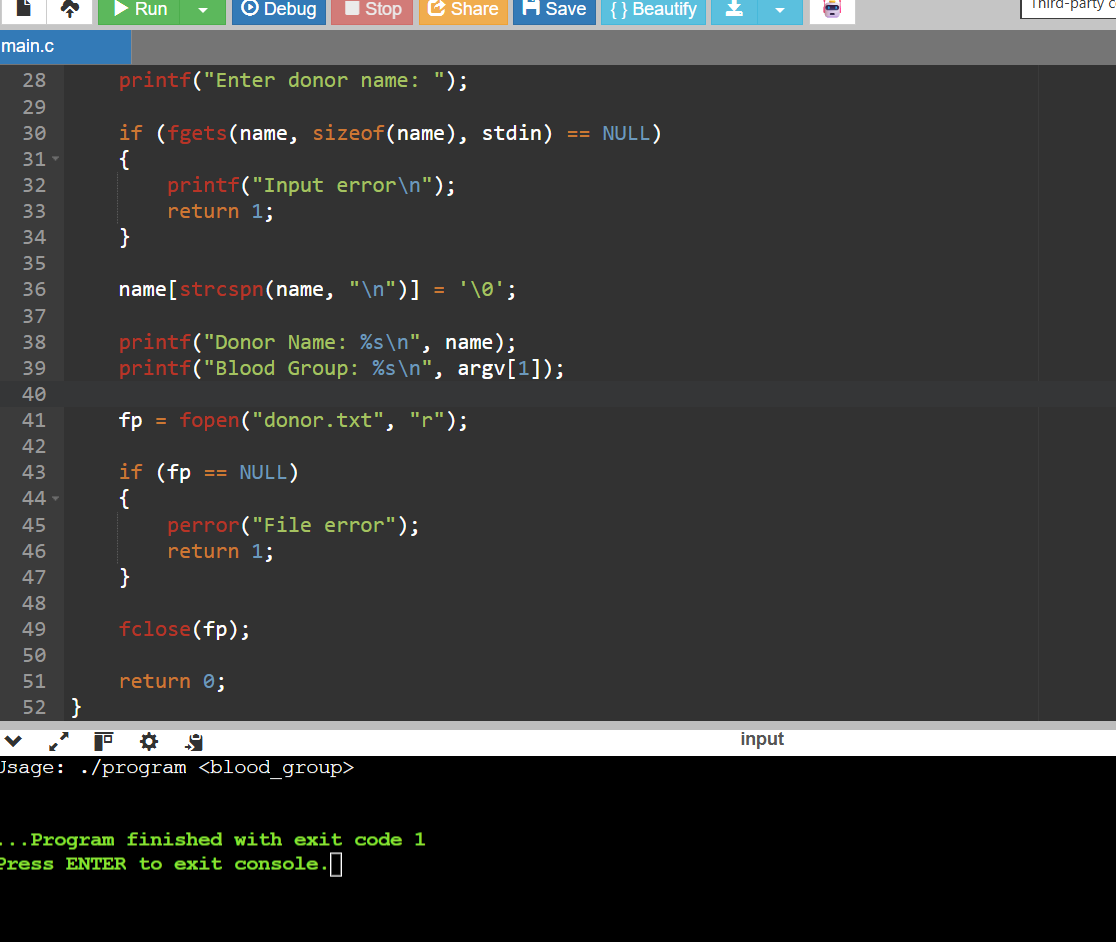 Run Debug Stop Share Save { } Beautify
Third-party c
main.c
28 printf("Enter donor name: ");
29
30 if (fgets(name, sizeof(name), stdin) == NULL)
31 {
32 printf("Input error\n");
33 return 1;
34 }
35
36 name[strcspn(name, "\n")] = '\0';
37
38 printf("Donor Name: %s\n", name);
39 printf("Blood Group: %s\n", argv[1]);
40
41 fp = fopen("donor.txt", "r");
42
43 if (fp == NULL)
44 {
45 perror("File error");
46 return 1;
47 }
48
49 fclose(fp);
50
51 return 0;
52 }
input
Usage: ./program <blood_group>
...Program finished with exit code 1
Press ENTER to exit console.